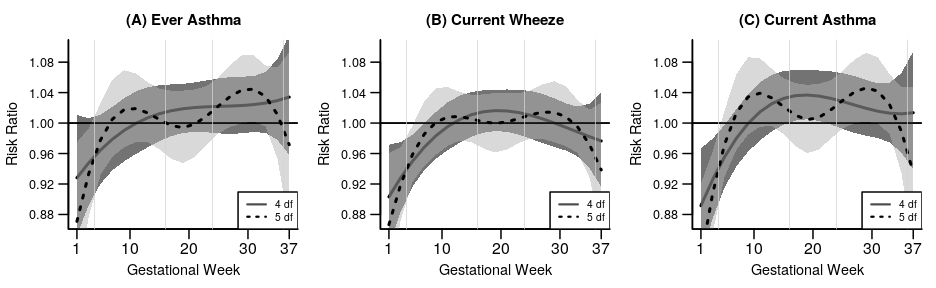 (A) Ever Asthma
Risk Ratio
1.08
1.04
1.00
0.96
0.92
0.88
4 df
5 df
1 10 20 30 37
Gestational Week
(B) Current Wheeze
Risk Ratio
1.08
1.04
1.00
0.96
0.92
0.88
4 df
5 df
1 10 20 30 37
Gestational Week
(C) Current Asthma
Risk Ratio
1.08
1.04
1.00
0.96
0.92
0.88
4 df
5 df
1 10 20 30 37
Gestational Week